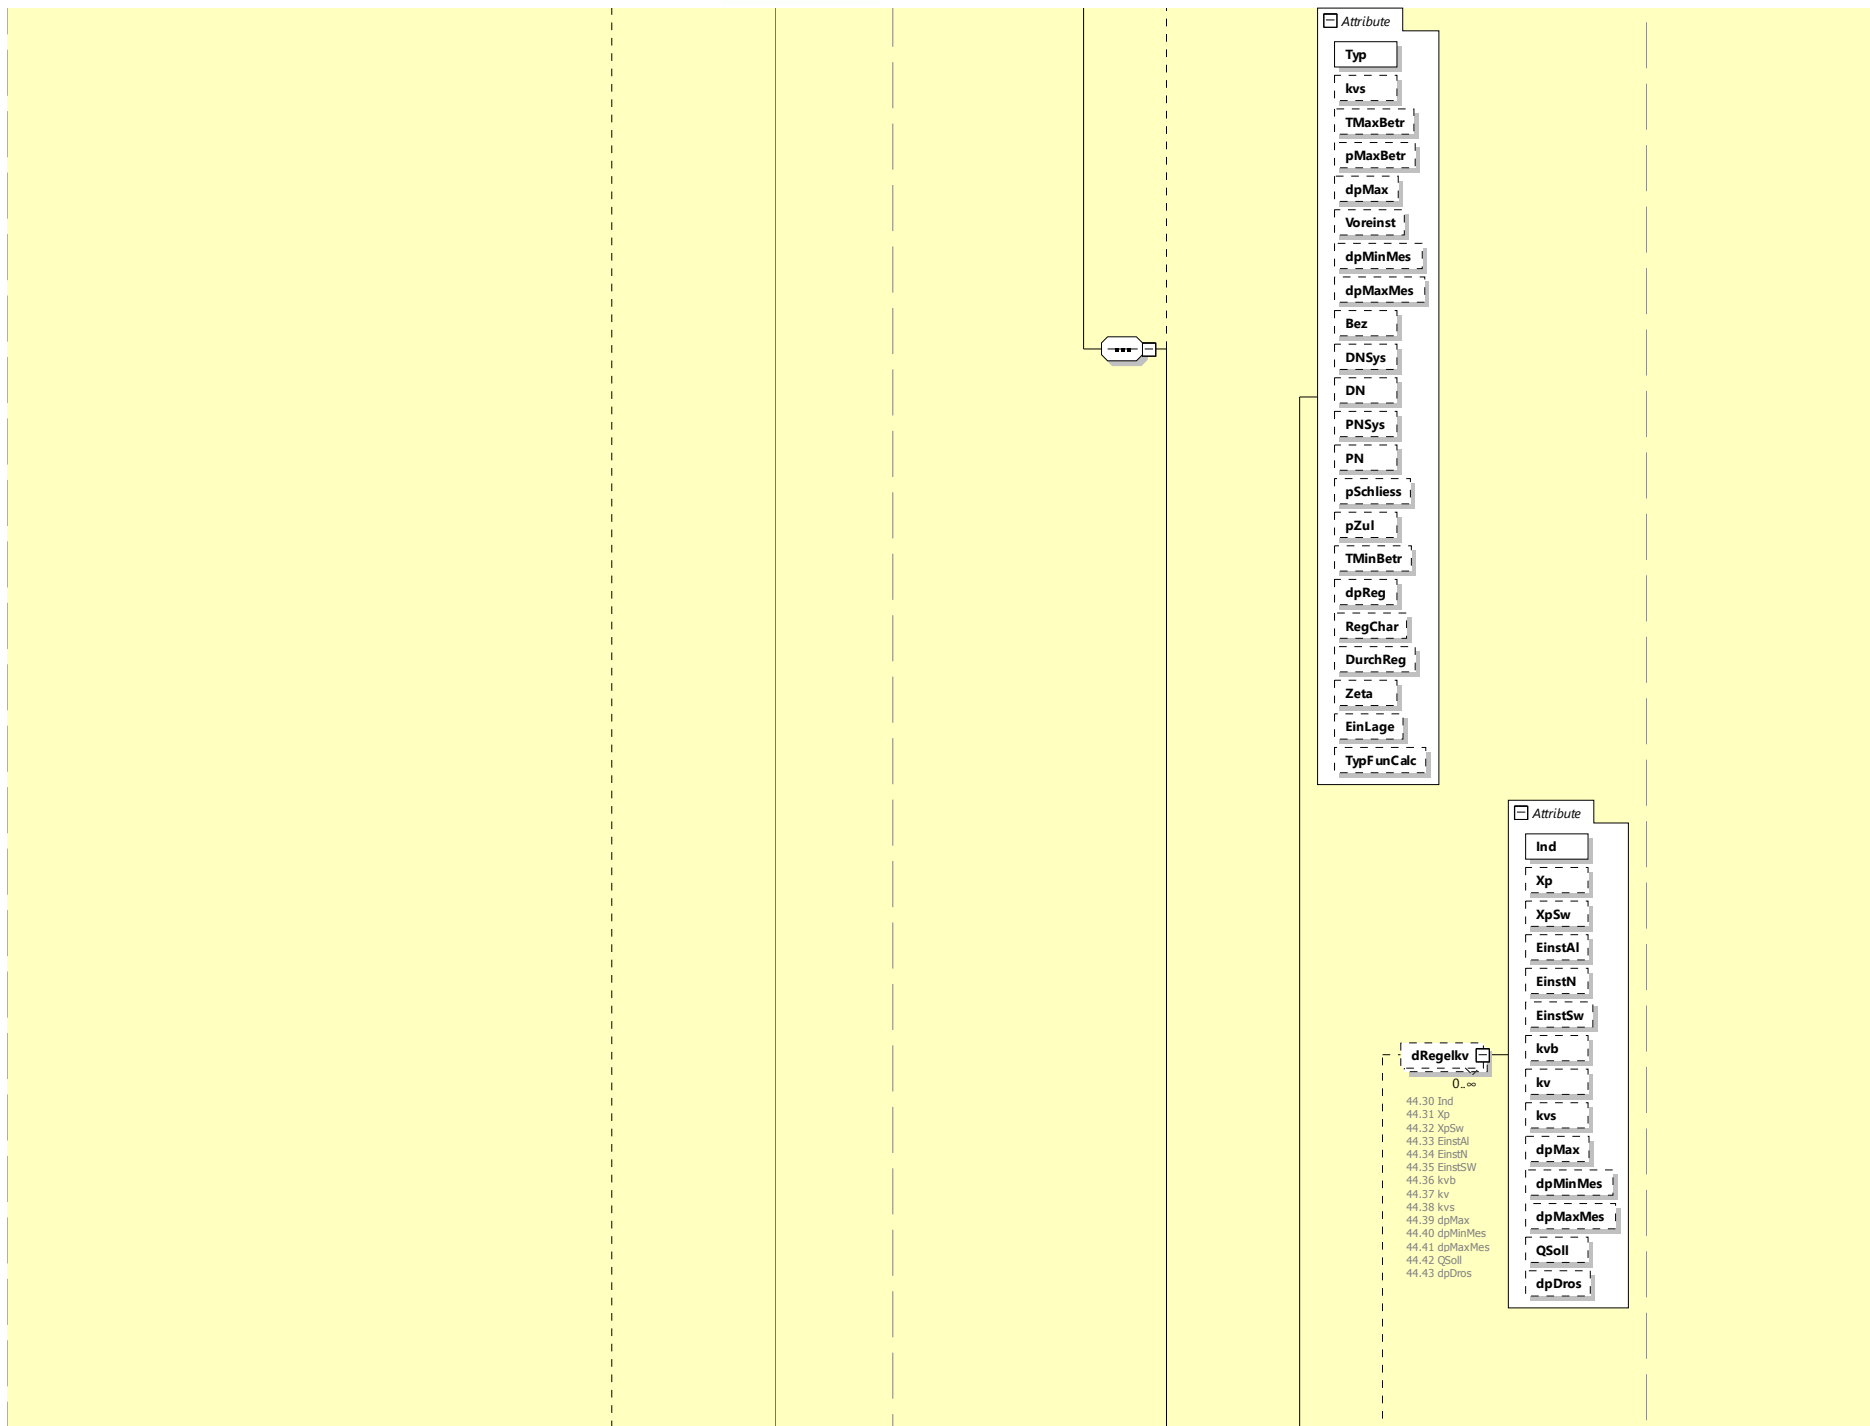 Attribute
Typ
kvs
TMaxBetr
pMaxBetr
dpMax
Voreinst
dpMinMes
dpMaxMes
Bez
DNSys
DN
PNSys
PN
pSchliess
pZul
TMinBetr
dpReg
RegChar
DurchReg
Zeta
EinLage
TypFunCalc
Attribute
Ind
Xp
XpSw
EinstAl
EinstN
EinstSw
kvb
kv
kvs
dpMax
dpMinMes
dpMaxMes
QSoll
dpDros
dRegelkv
0..∞
44.30 Ind
44.31 Xp
44.32 XpSw
44.33 EinstAl
44.34 EinstN
44.35 EinstSW
44.36 kvb
44.37 kv
44.38 kvs
44.39 dpMax
44.40 dpMinMes
44.41 dpMaxMes
44.42 QSoll
44.43 dpDros